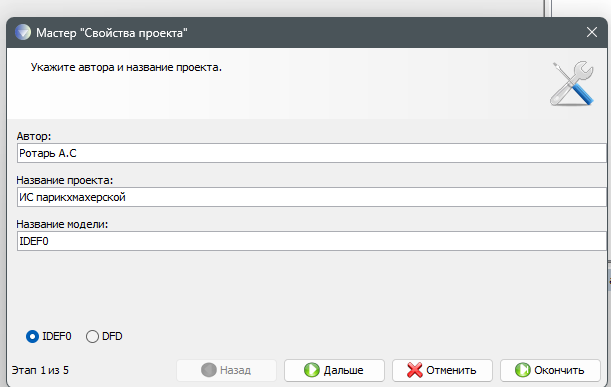 Мастер "Свойства проекта"
Укажите автора и название проекта.
Автор:
Ротарь А.С
Название проекта:
ИС парикхмахерской
Название модели:
IDEF0
IDEF0 DFD
Этап 1 из 5 Назад Дальше Отменить Окончить